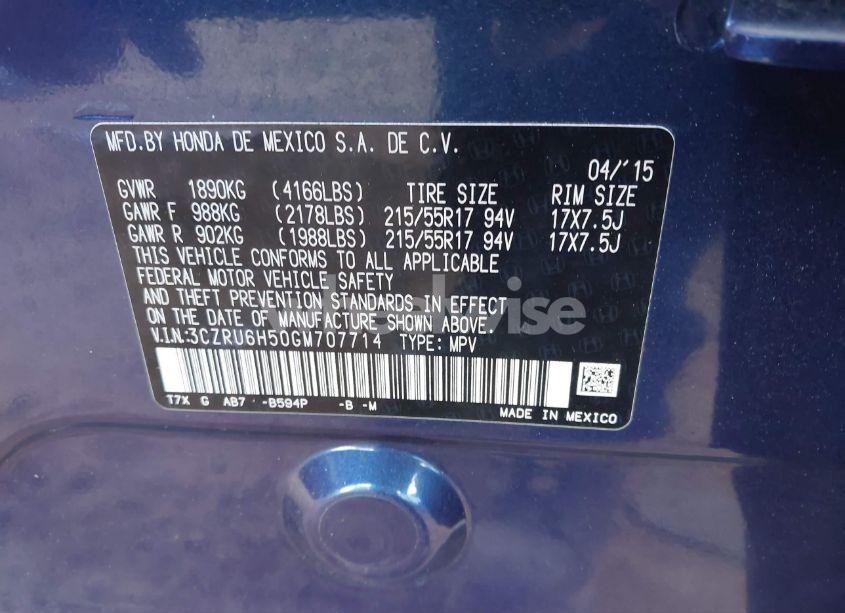 MFD.BY HONDA DE MEXICO S.A. DE C.V.
04/'15
GVWR 1890KG (4166LBS) TIRE SIZE RIM SIZE
GAWR F 988KG (2178LBS) 215/55R17 94V 17X7.5J
GAWR R 902KG (1988LBS) 215/55R17 94V 17X7.5J
THIS VEHICLE CONFORMS TO ALL APPLICABLE
FEDERAL MOTOR VEHICLE SAFETY
AND THEFT PREVENTION STANDARDS IN EFFECT
ON THE DATE OF MANUFACTURE SHOWN ABOVE.
V.I.N:3CZRU6H50GM707714 TYPE: MPV
T7X G AB7 -B594P -B -M
MADE IN MEXICO